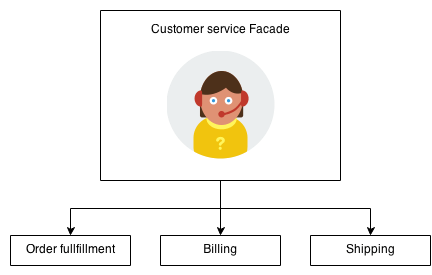 Customer service Facade
?
Order fullfillment
Billing
Shipping